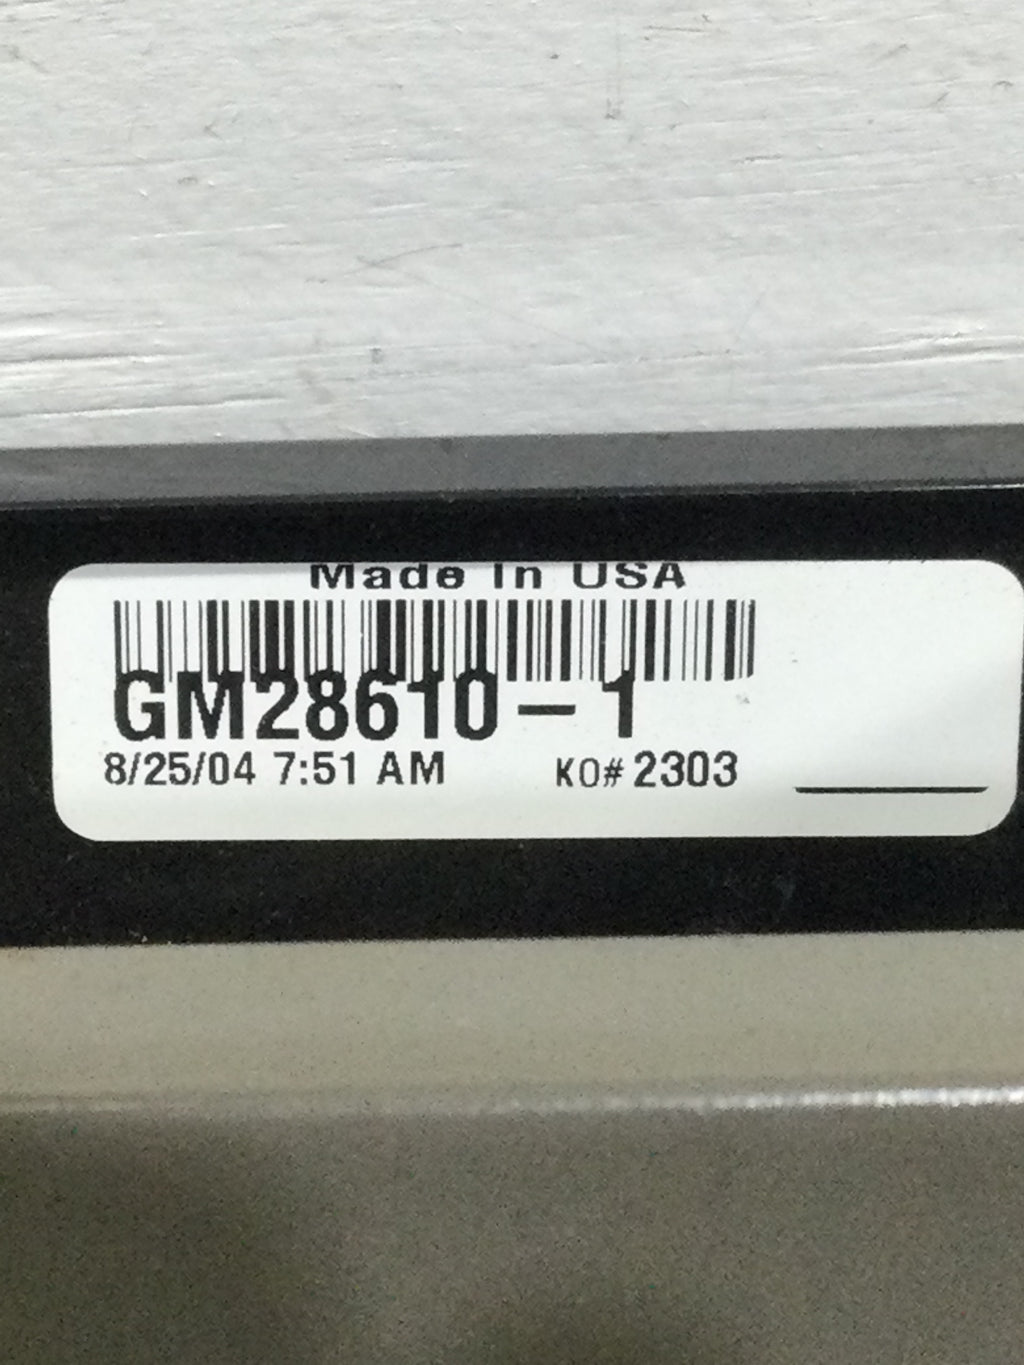 Made In USA
GM28610-1
8/25/04 7:51 AM KO# 2303